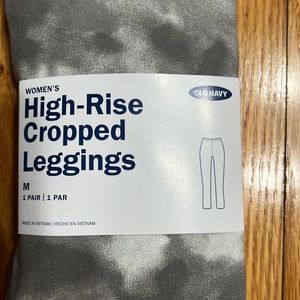 WOMEN'S
High-Rise
Cropped
Leggings
OLD NAVY
M
1 PAIR | 1 PAR
MADE IN VIETNAM | HECHO EN VIETNAM